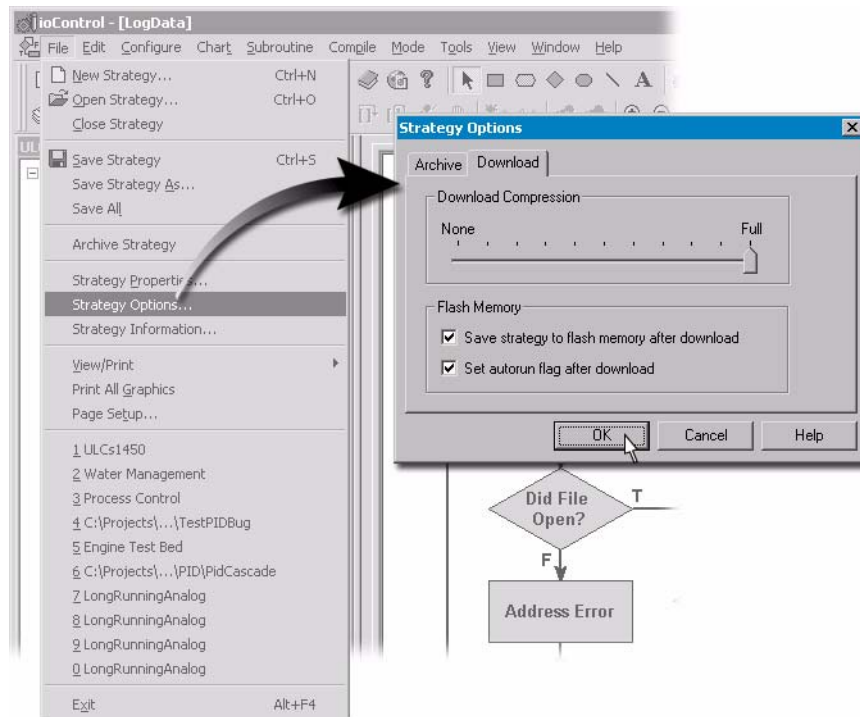 ioControl - [LogData]
File Edit Configure Chart Subroutine Compile Mode Tools View Window Help
New Strategy... Ctrl+N
Open Strategy... Ctrl+O
Close Strategy
Save Strategy Ctrl+S
Save Strategy As...
Save All
Archive Strategy
Strategy Properties...
Strategy Options...
Strategy Information...
View/Print
Print All Graphics
Page Setup...
1 ULCs1450
2 Water Management
3 Process Control
4 C:\Projects\...\TestPIDBug
5 Engine Test Bed
6 C:\Projects\...\PID\PidCascade
7 LongRunningAnalog
8 LongRunningAnalog
9 LongRunningAnalog
0 LongRunningAnalog
Exit Alt+F4
A
Strategy Options
Archive Download
Download Compression
None Full
Flash Memory
Save strategy to flash memory after download
Set autorun flag after download
OK Cancel Help
Did File
Open?
T
F
Address Error